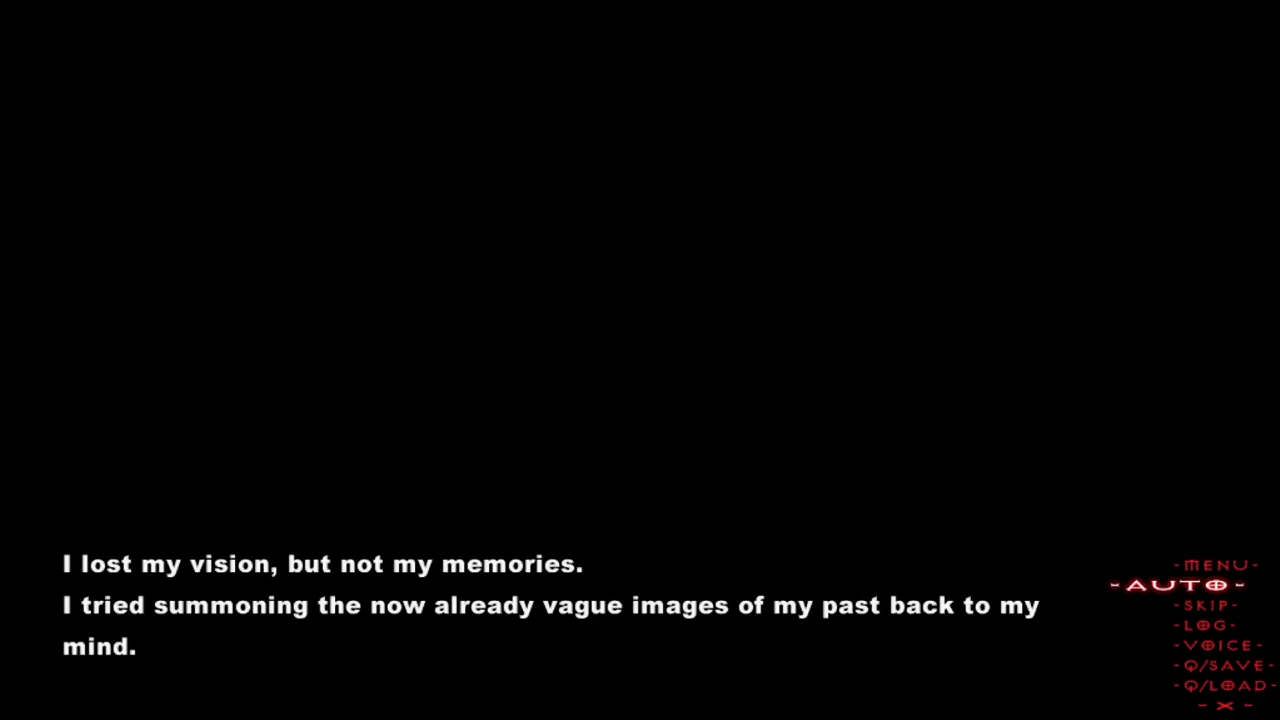 I lost my vision, but not my memories.
I tried summoning the now already vague images of my past back to my
mind.
-MENU-
-AUTO-
-SKIP-
-LOG-
-VOICE-
-Q/SAVE-
-Q/LOAD-
-X-